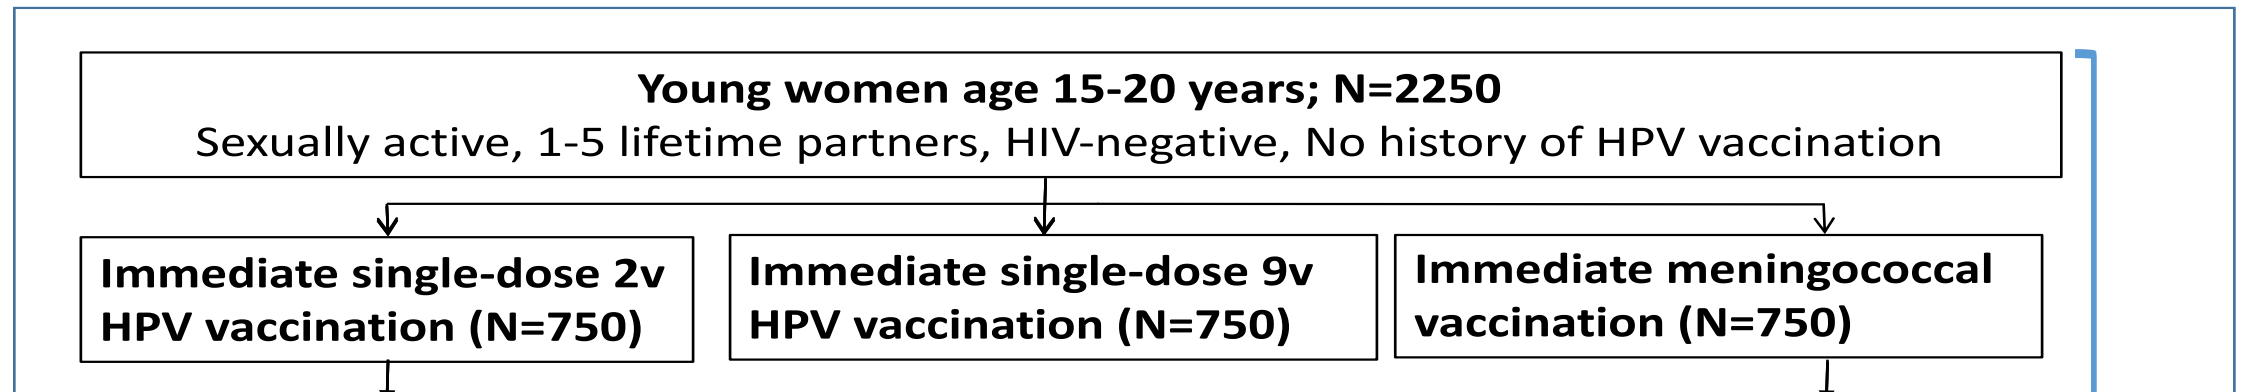 Young women age 15-20 years; N=2250
Sexually active, 1-5 lifetime partners, HIV-negative, No history of HPV vaccination
Immediate single-dose 2v
HPV vaccination (N=750)
Immediate single-dose 9v
HPV vaccination (N=750)
Immediate meningococcal
vaccination (N=750)